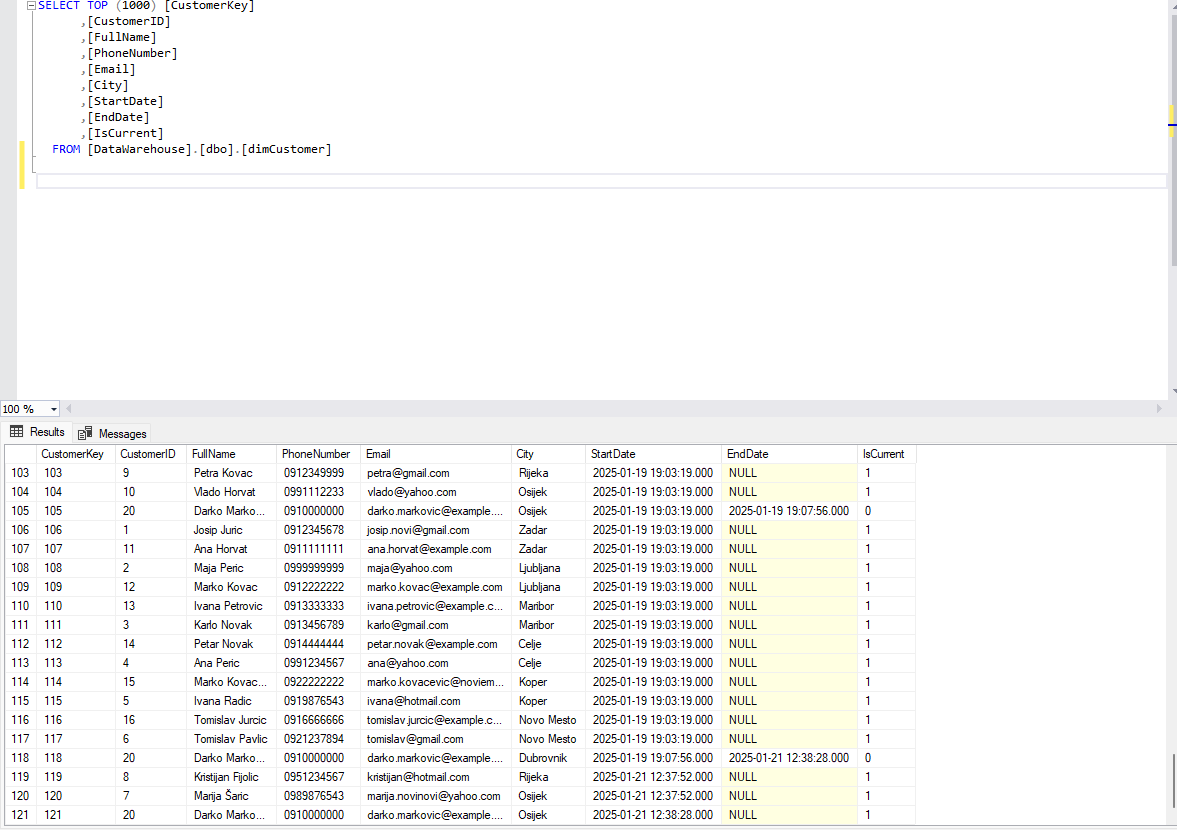 SELECT TOP (1000) [CustomerKey]
,[CustomerID]
,[FullName]
,[PhoneNumber]
,[Email]
,[City]
,[StartDate]
,[EndDate]
,[IsCurrent]
FROM [DataWarehouse].[dbo].[dimCustomer]
100 %
Results Messages
CustomerKey CustomerID FullName PhoneNumber Email City StartDate EndDate IsCurrent
103 103 9 Petra Kovac 0912349999 petra@gmail.com Rijeka 2025-01-19 19:03:19.000 NULL 1
104 104 10 Vlado Horvat 0991112233 vlado@yahoo.com Osijek 2025-01-19 19:03:19.000 NULL 1
105 105 20 Darko Marko... 0910000000 darko.markovic@example.... Osijek 2025-01-19 19:03:19.000 2025-01-19 19:07:56.000 0
106 106 1 Josip Juric 0912345678 josip.novi@gmail.com Zadar 2025-01-19 19:03:19.000 NULL 1
107 107 11 Ana Horvat 0911111111 ana.horvat@example.com Zadar 2025-01-19 19:03:19.000 NULL 1
108 108 2 Maja Peric 0999999999 maja@yahoo.com Ljubljana 2025-01-19 19:03:19.000 NULL 1
109 109 12 Marko Kovac 0912222222 marko.kovac@example.com Ljubljana 2025-01-19 19:03:19.000 NULL 1
110 110 13 Ivana Petrovic 0913333333 ivana.petrovic@example.c... Maribor 2025-01-19 19:03:19.000 NULL 1
111 111 3 Karlo Novak 0913456789 karlo@gmail.com Maribor 2025-01-19 19:03:19.000 NULL 1
112 112 14 Petar Novak 0914444444 petar.novak@example.com Celje 2025-01-19 19:03:19.000 NULL 1
113 113 4 Ana Peric 0991234567 ana@yahoo.com Celje 2025-01-19 19:03:19.000 NULL 1
114 114 15 Marko Kovac... 0922222222 marko.kovacevic@noviem... Koper 2025-01-19 19:03:19.000 NULL 1
115 115 5 Ivana Radic 0919876543 ivana@hotmail.com Koper 2025-01-19 19:03:19.000 NULL 1
116 116 16 Tomislav Jurcic 0916666666 tomislav.jurcic@example.c... Novo Mesto 2025-01-19 19:03:19.000 NULL 1
117 117 6 Tomislav Pavlic 0921237894 tomislav@gmail.com Novo Mesto 2025-01-19 19:03:19.000 NULL 1
118 118 20 Darko Marko... 0910000000 darko.markovic@example.... Dubrovnik 2025-01-19 19:07:56.000 2025-01-21 12:38:28.000 0
119 119 8 Kristijan Fijolic 0951234567 kristijan@hotmail.com Rijeka 2025-01-21 12:37:52.000 NULL 1
120 120 7 Marija Šaric 0989876543 marija.novinovi@yahoo.com Osijek 2025-01-21 12:37:52.000 NULL 1
121 121 20 Darko Marko... 0910000000 darko.markovic@example.... Osijek 2025-01-21 12:38:28.000 NULL 1